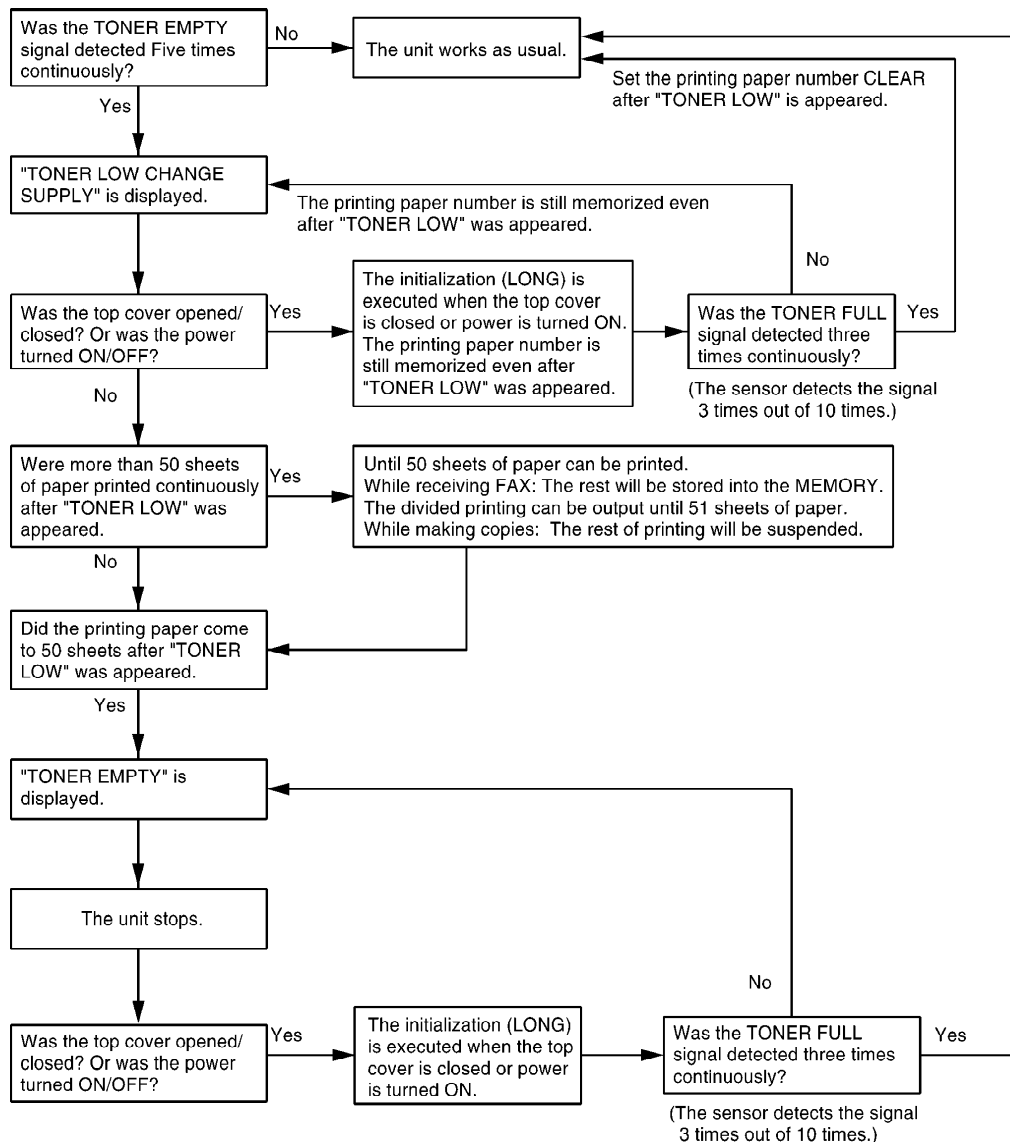 Was the TONER EMPTY
signal detected Five times
continuously?
No
The unit works as usual.
Set the printing paper number CLEAR
after "TONER LOW" is appeared.
Yes
"TONER LOW CHANGE
SUPPLY" is displayed.
The printing paper number is still memorized even
after "TONER LOW" was appeared.
No
Was the top cover opened/
closed? Or was the power
turned ON/OFF?
Yes
The initialization (LONG) is
executed when the top cover
is closed or power is turned ON.
The printing paper number is
still memorized even after
"TONER LOW" was appeared.
Was the TONER FULL
signal detected three
times continuously?
Yes
(The sensor detects the signal
3 times out of 10 times.)
No
Were more than 50 sheets
of paper printed continuously
after "TONER LOW" was
appeared.
Yes
Until 50 sheets of paper can be printed.
While receiving FAX: The rest will be stored into the MEMORY.
The divided printing can be output until 51 sheets of paper.
While making copies: The rest of printing will be suspended.
No
Did the printing paper come
to 50 sheets after "TONER
LOW" was appeared.
Yes
"TONER EMPTY" is
displayed.
The unit stops.
No
Was the top cover opened/
closed? Or was the power
turned ON/OFF?
Yes
The initialization (LONG)
is executed when the top
cover is closed or power
is turned ON.
Was the TONER FULL
signal detected three times
continuously?
Yes
(The sensor detects the signal
3 times out of 10 times.)